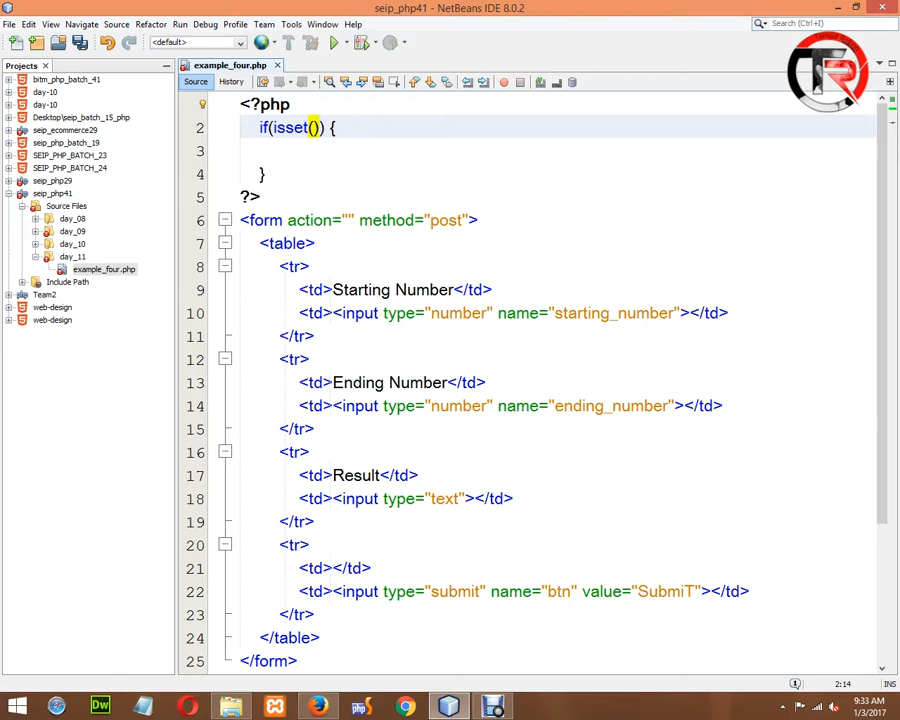 seip_php41 - NetBeans IDE 8.0.2
File Edit View Navigate Source Refactor Run Debug Profile Team Tools Window Help
Search (Ctrl+I)
<default>
Projects
example_four.php
Source History
bitm_php_batch_41
day-10
day-10
Desktop\seip_batch_15_php
seip_ecommerce29
seip_php_batch_19
SEIP_PHP_BATCH_23
SEIP_PHP_BATCH_24
seip_php29
seip_php41
Source Files
day_08
day_09
day_10
day_11
example_four.php
Include Path
Team2
web-design
web-design
<?php
2 if(isset()) {
3
4 }
5 ?>
6 <form action="" method="post">
7 <table>
8 <tr>
9 <td>Starting Number</td>
10 <td><input type="number" name="starting_number"></td>
11 </tr>
12 <tr>
13 <td>Ending Number</td>
14 <td><input type="number" name="ending_number"></td>
15 </tr>
16 <tr>
17 <td>Result</td>
18 <td><input type="text"></td>
19 </tr>
20 <tr>
21 <td></td>
22 <td><input type="submit" name="btn" value="SubmiT"></td>
23 </tr>
24 </table>
25 </form>
TR
2:14 INS
Dw
php
9:33 AM
1/3/2017